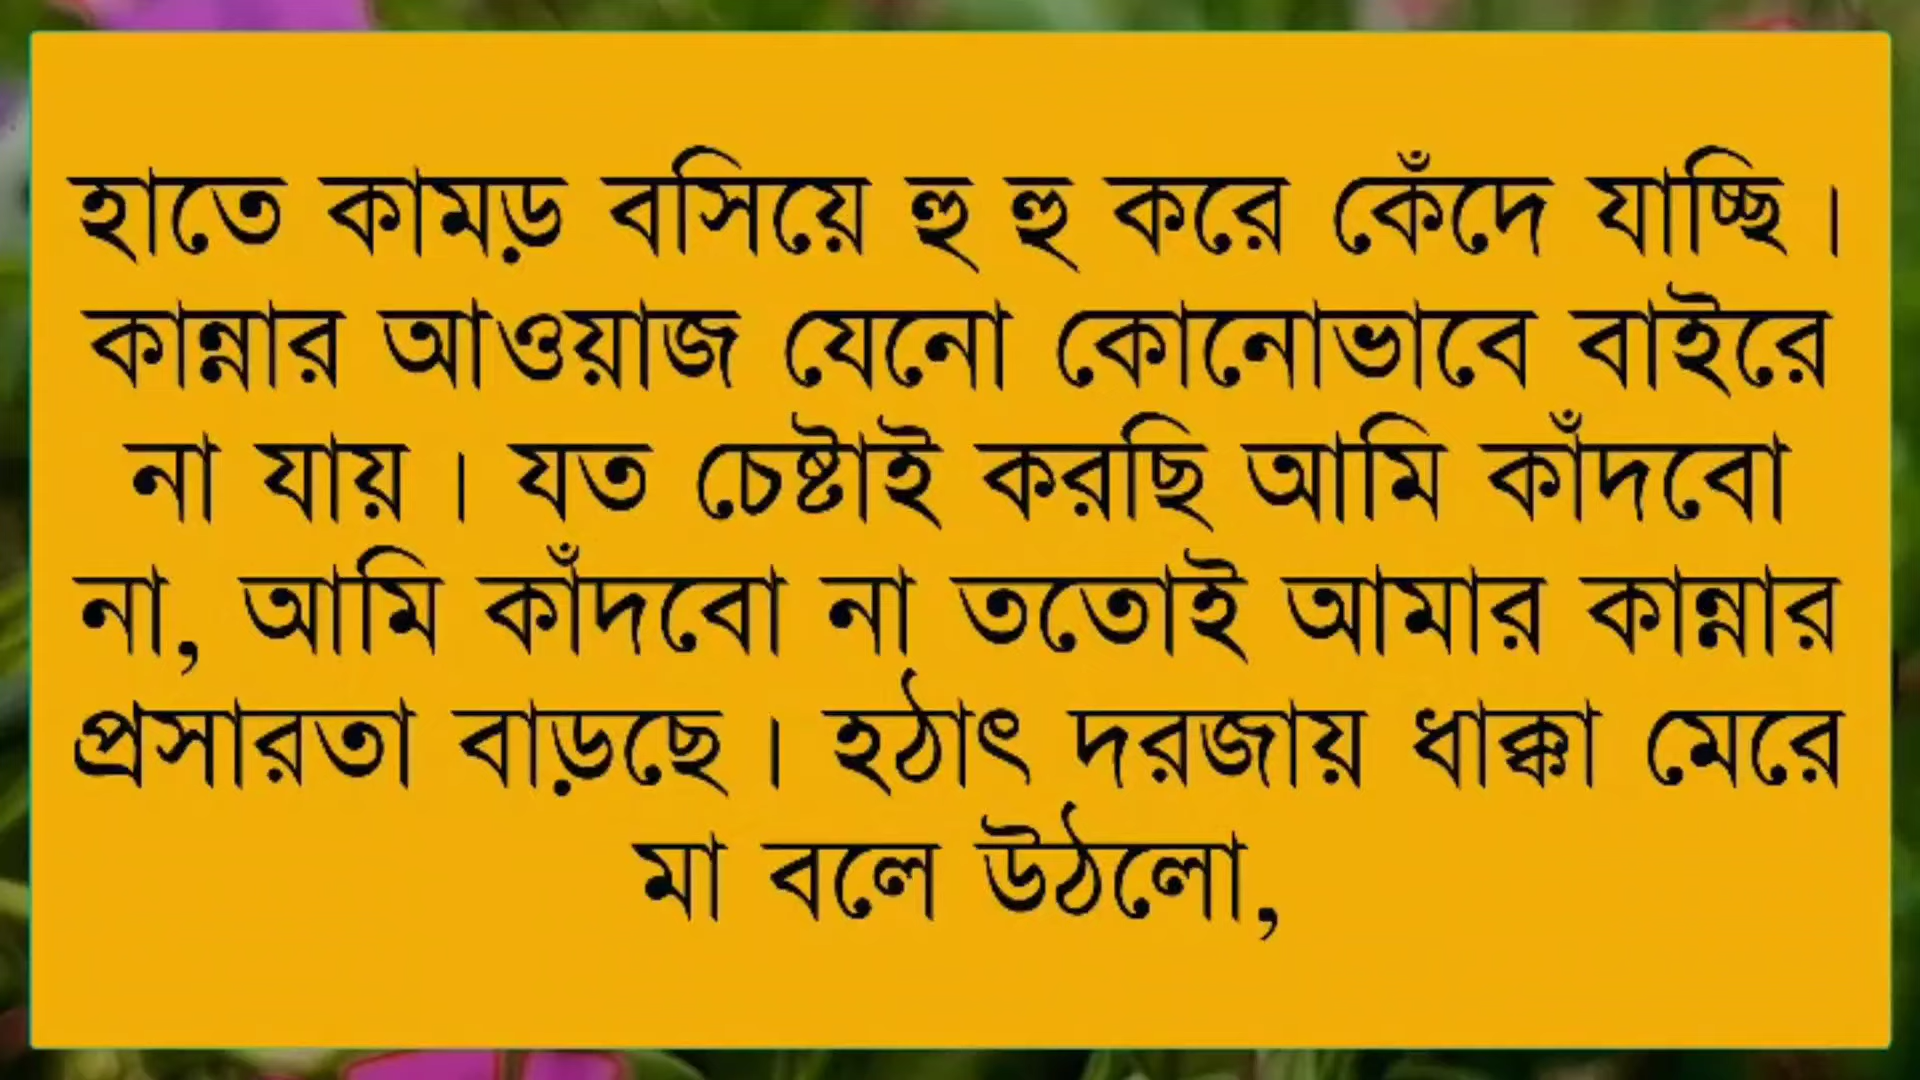 হাতে কামড় বসিয়ে হু হু করে কেঁদে যাচ্ছি।
কান্নার আওয়াজ যেনো কোনোভাবে বাইরে
না যায়। যত চেষ্টাই করছি আমি কাঁদবো
না, আমি কাঁদবো না ততোই আমার কান্নার
প্রসারতা বাড়ছে। হঠাৎ দরজায় ধাক্কা মেরে
মা বলে উঠলো,